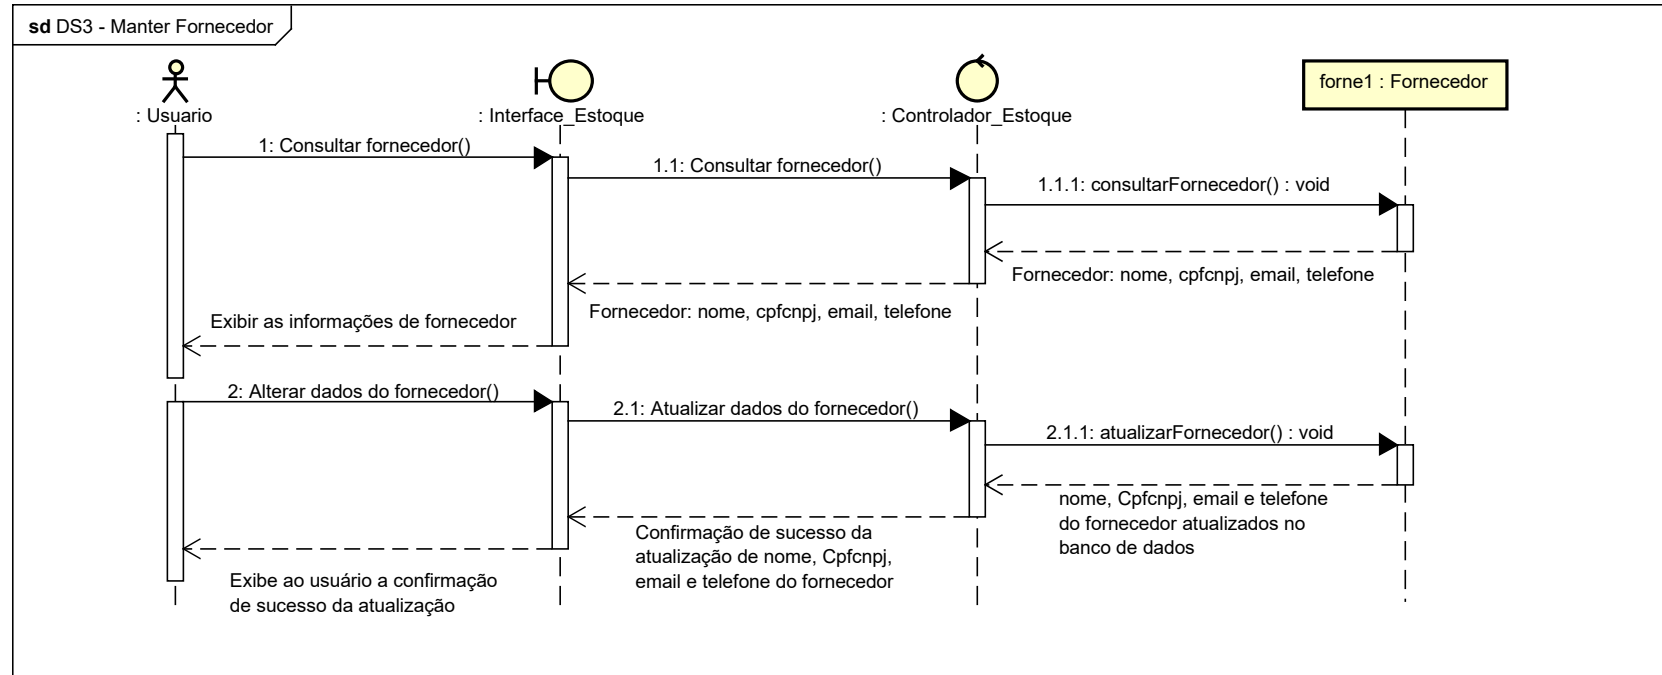 sd DS3 - Manter Fornecedor
: Usuario
: Interface_Estoque
: Controlador_Estoque
forne1 : Fornecedor
1: Consultar fornecedor()
1.1: Consultar fornecedor()
1.1.1: consultarFornecedor() : void
Fornecedor: nome, cpfcnpj, email, telefone
Fornecedor: nome, cpfcnpj, email, telefone
Exibir as informações de fornecedor
2: Alterar dados do fornecedor()
2.1: Atualizar dados do fornecedor()
2.1.1: atualizarFornecedor() : void
nome, Cpfcnpj, email e telefone
do fornecedor atualizados no
banco de dados
Confirmação de sucesso da
atualização de nome, Cpfcnpj,
email e telefone do fornecedor
Exibe ao usuário a confirmação
de sucesso da atualização